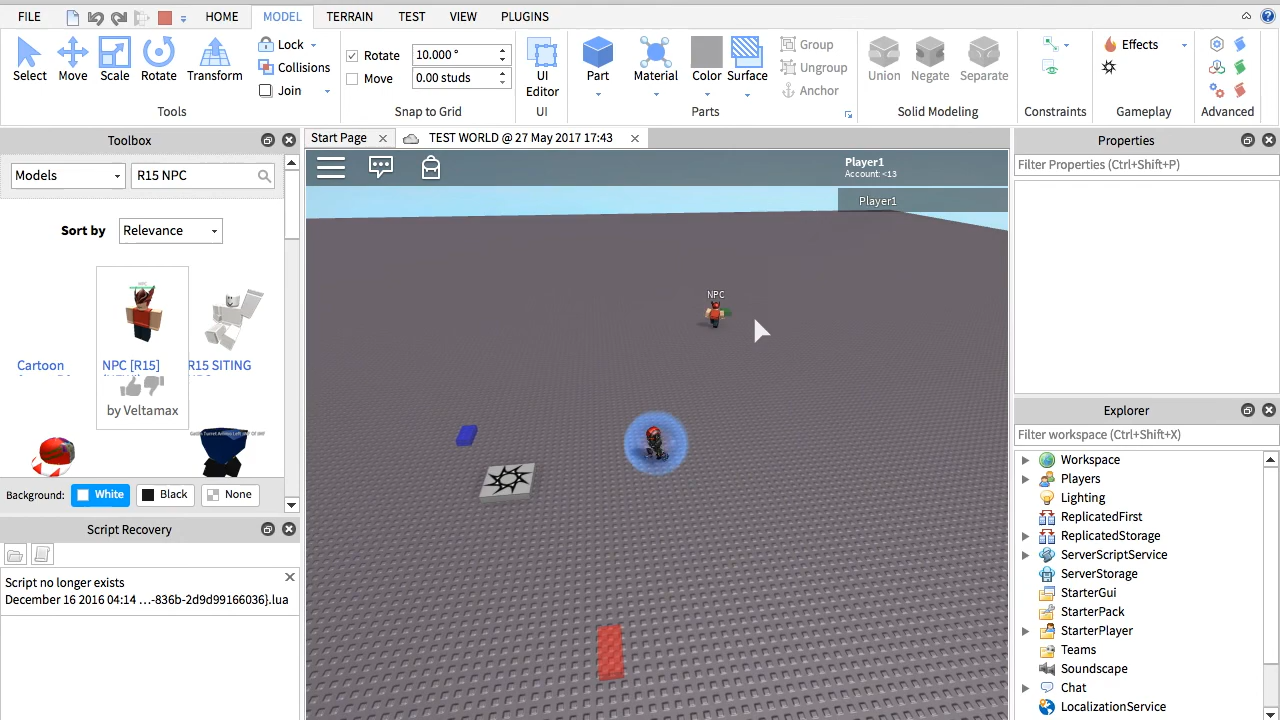 FILE HOME MODEL TERRAIN TEST VIEW PLUGINS
Select Move Scale Rotate Transform
Lock
Collisions
Join
Tools
Rotate 10.000 °
Move 0.00 studs
Snap to Grid
UI
Editor
UI
Part Material Color Surface
Group
Ungroup
Anchor
Parts
Union Negate Separate
Solid Modeling
Constraints
Effects
Gameplay
Advanced
Toolbox
Models R15 NPC
Sort by Relevance
Cartoon
NPC [R15]
by Veltamax
R15 SITING
Background: White Black None
Script Recovery
Script no longer exists
December 16 2016 04:14 ...-836b-2d9d99166036}.lua
Start Page TEST WORLD @ 27 May 2017 17:43
Player1
Account: <13
Player1
NPC
Properties
Filter Properties (Ctrl+Shift+P)
Explorer
Filter workspace (Ctrl+Shift+X)
Workspace
Players
Lighting
ReplicatedFirst
ReplicatedStorage
ServerScriptService
ServerStorage
StarterGui
StarterPack
StarterPlayer
Teams
Soundscape
Chat
LocalizationService